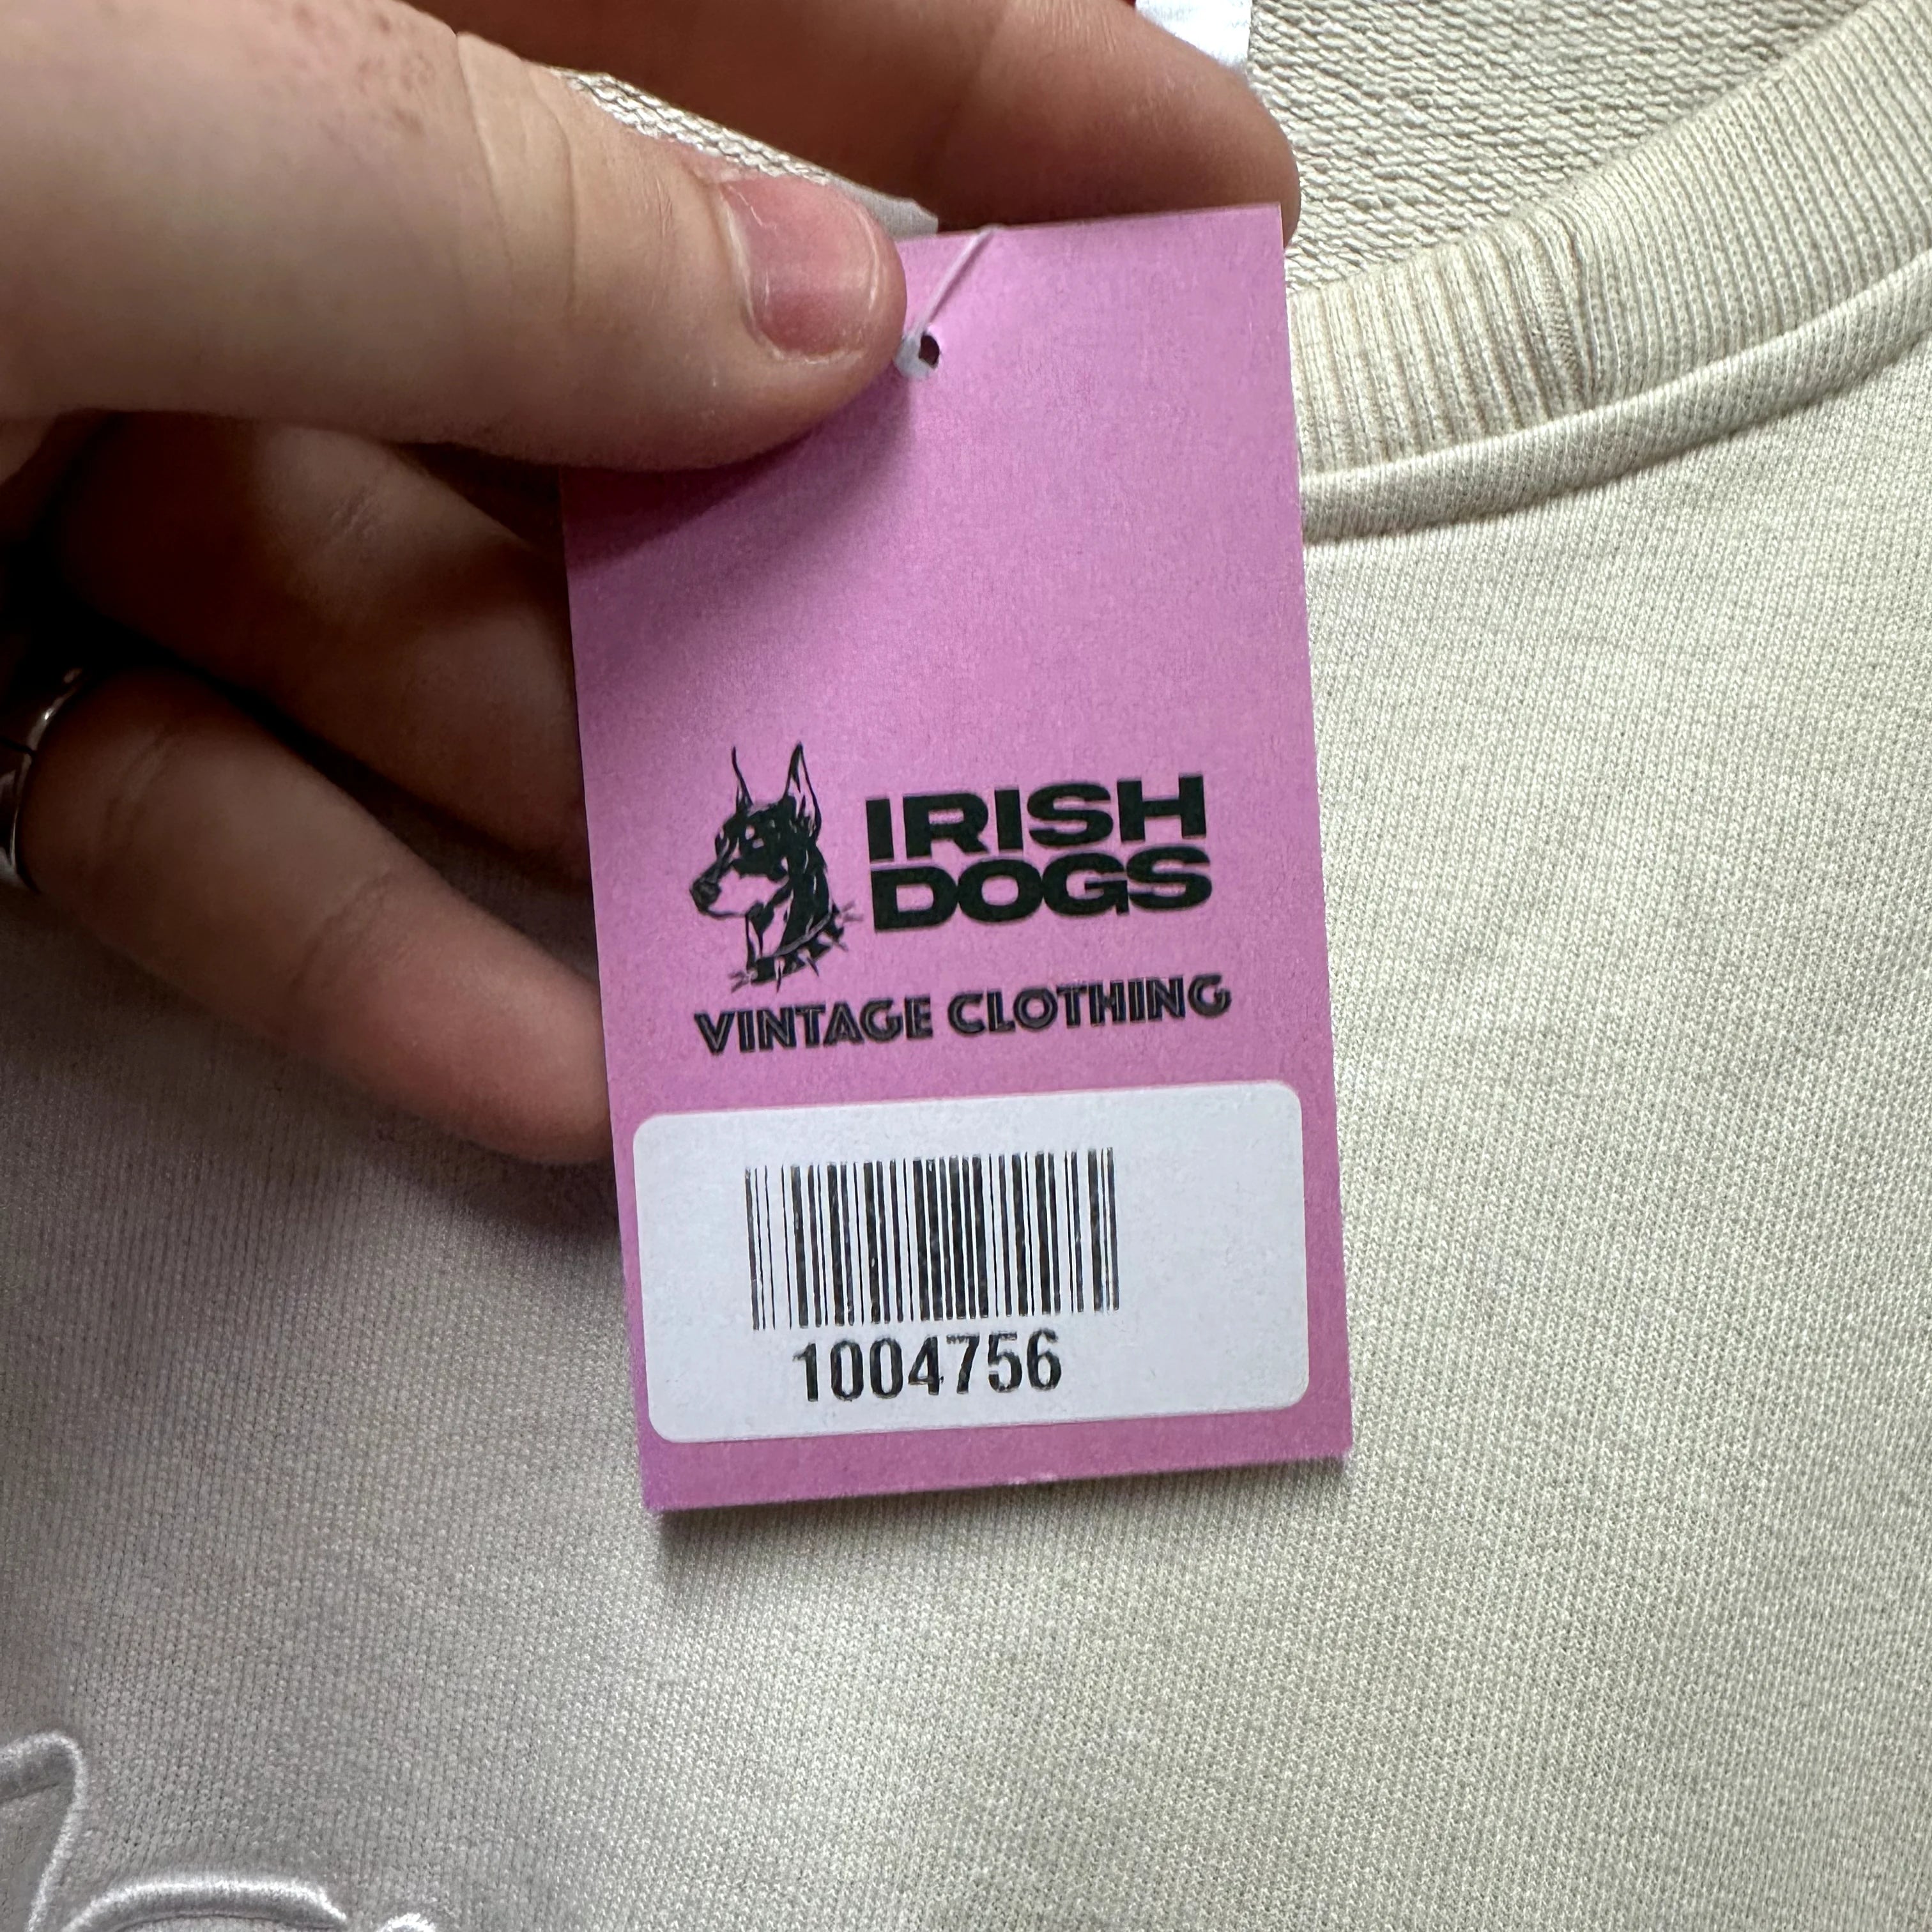 IRISH
DOGS
VINTAGE CLOTHING
1004756